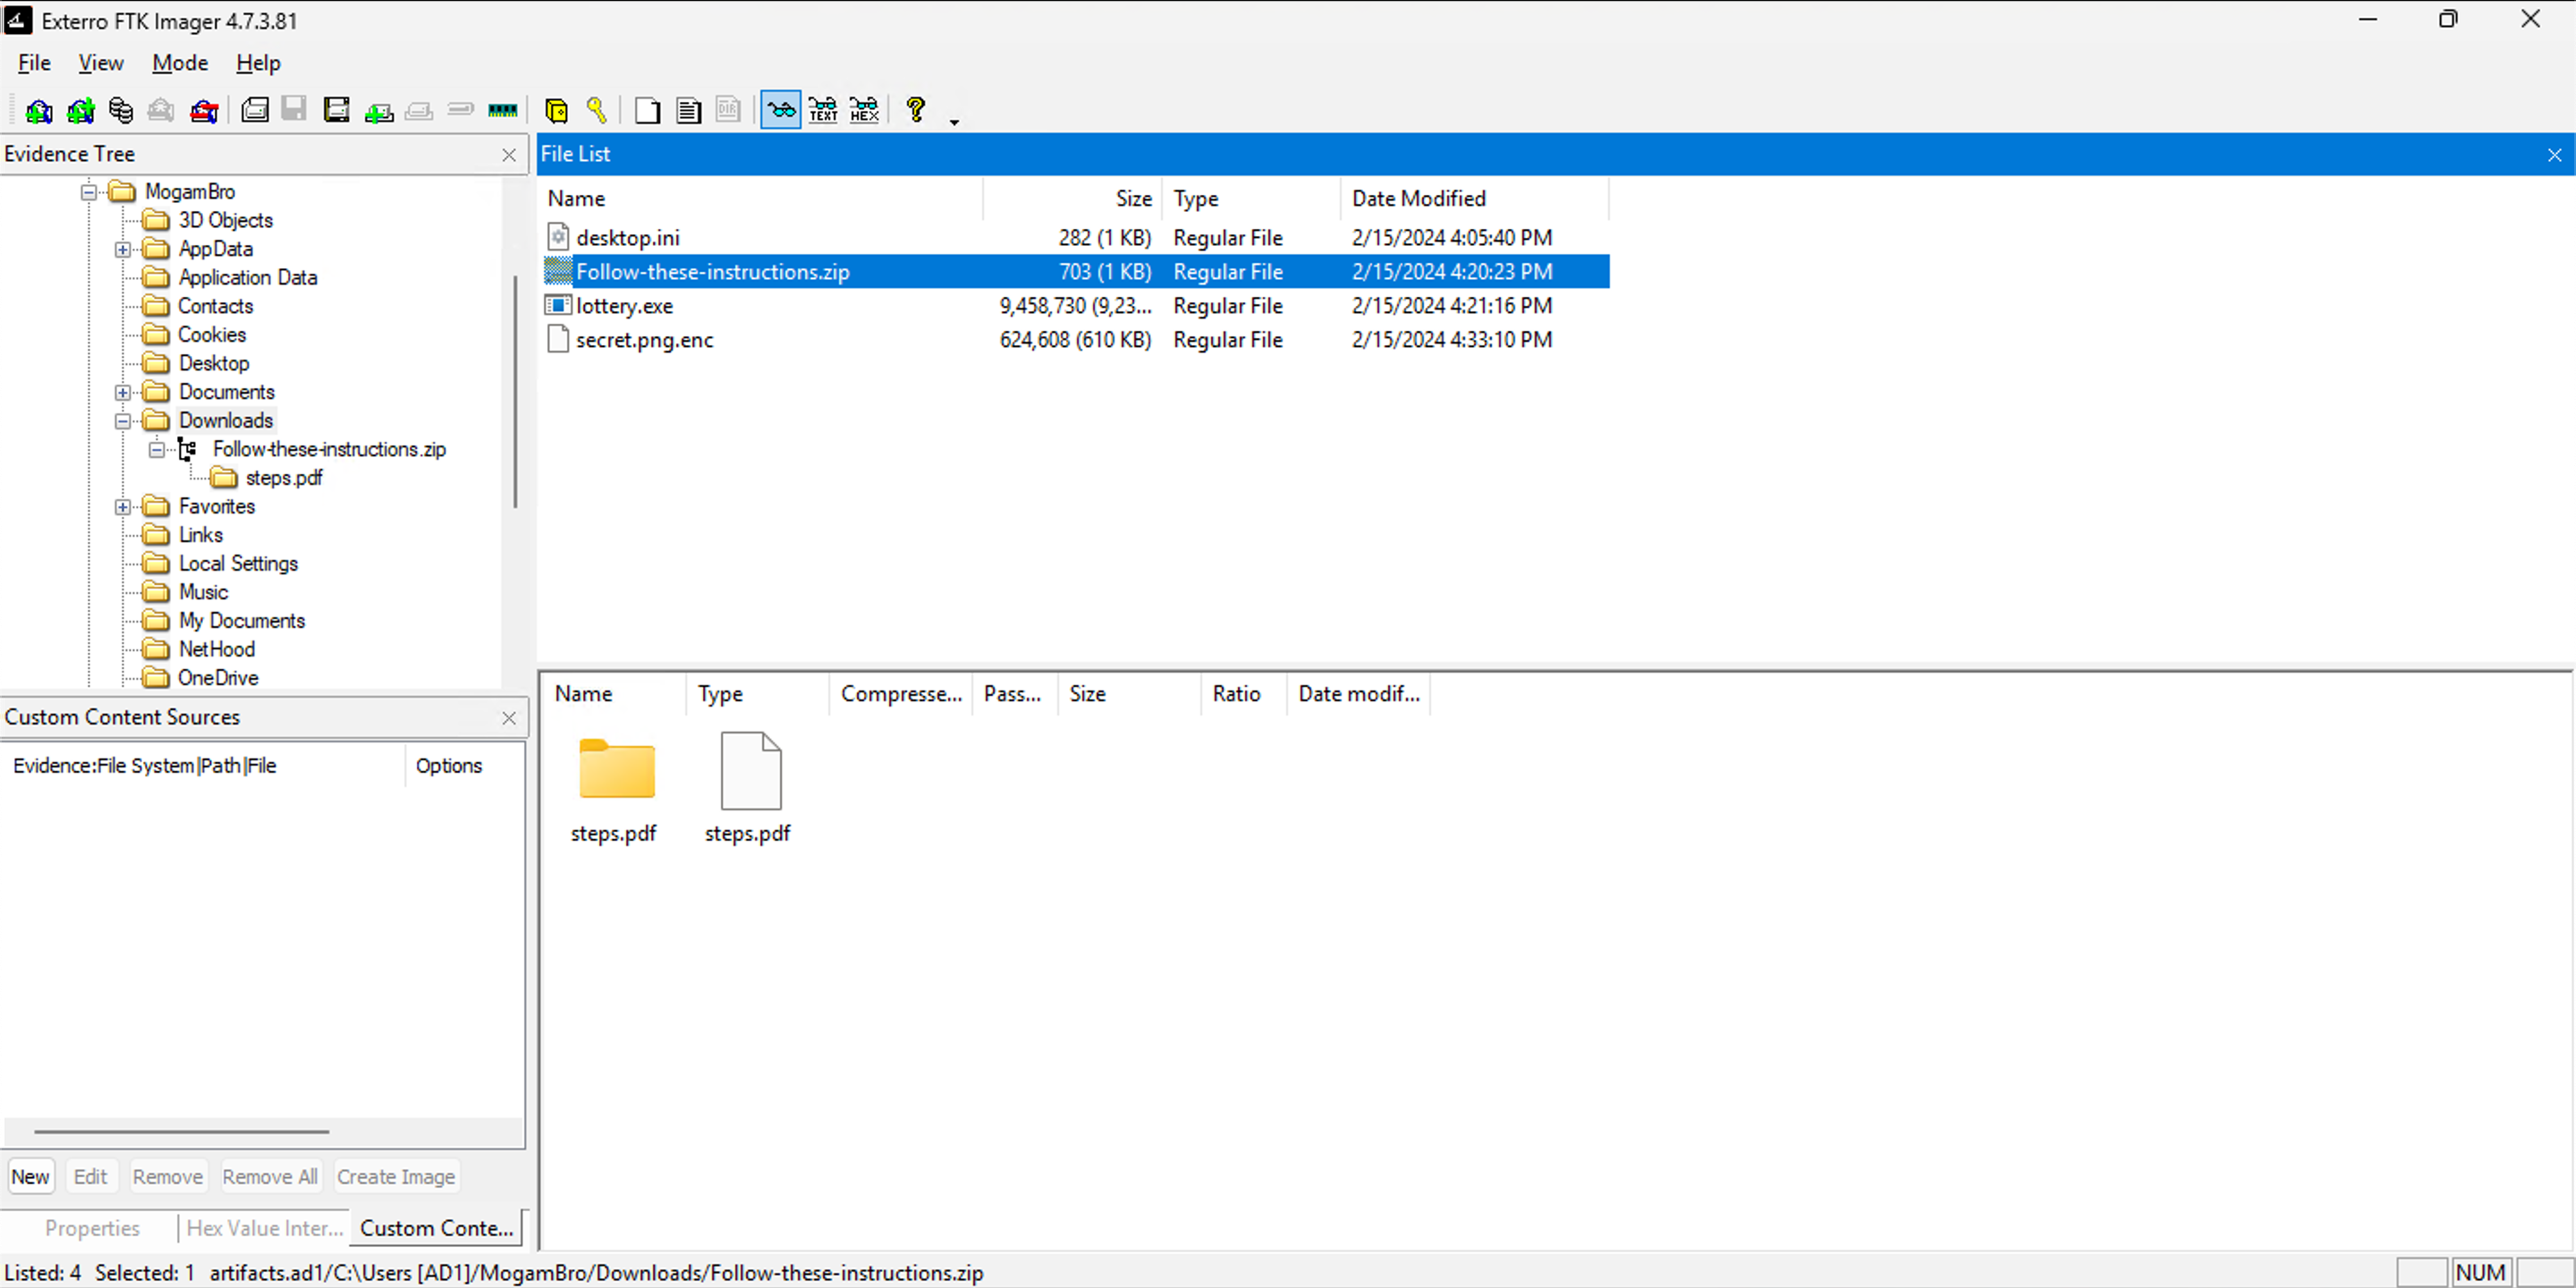 Exterro FTK Imager 4.7.3.81
File View Mode Help
TEXT HEX DIR
Evidence Tree
MogamBro
3D Objects
AppData
Application Data
Contacts
Cookies
Desktop
Documents
Downloads
Follow-these-instructions.zip
steps.pdf
Favorites
Links
Local Settings
Music
My Documents
NetHood
OneDrive
Custom Content Sources
Evidence:File System|Path|File Options
New Edit Remove Remove All Create Image
Properties Hex Value Inter... Custom Conte...
File List
Name Size Type Date Modified
desktop.ini 282 (1 KB) Regular File 2/15/2024 4:05:40 PM
Follow-these-instructions.zip 703 (1 KB) Regular File 2/15/2024 4:20:23 PM
lottery.exe 9,458,730 (9,23... Regular File 2/15/2024 4:21:16 PM
secret.png.enc 624,608 (610 KB) Regular File 2/15/2024 4:33:10 PM
Name Type Compresse... Pass... Size Ratio Date modif...
steps.pdf steps.pdf
Listed: 4 Selected: 1 artifacts.ad1/C:\Users [AD1]/MogamBro/Downloads/Follow-these-instructions.zip NUM